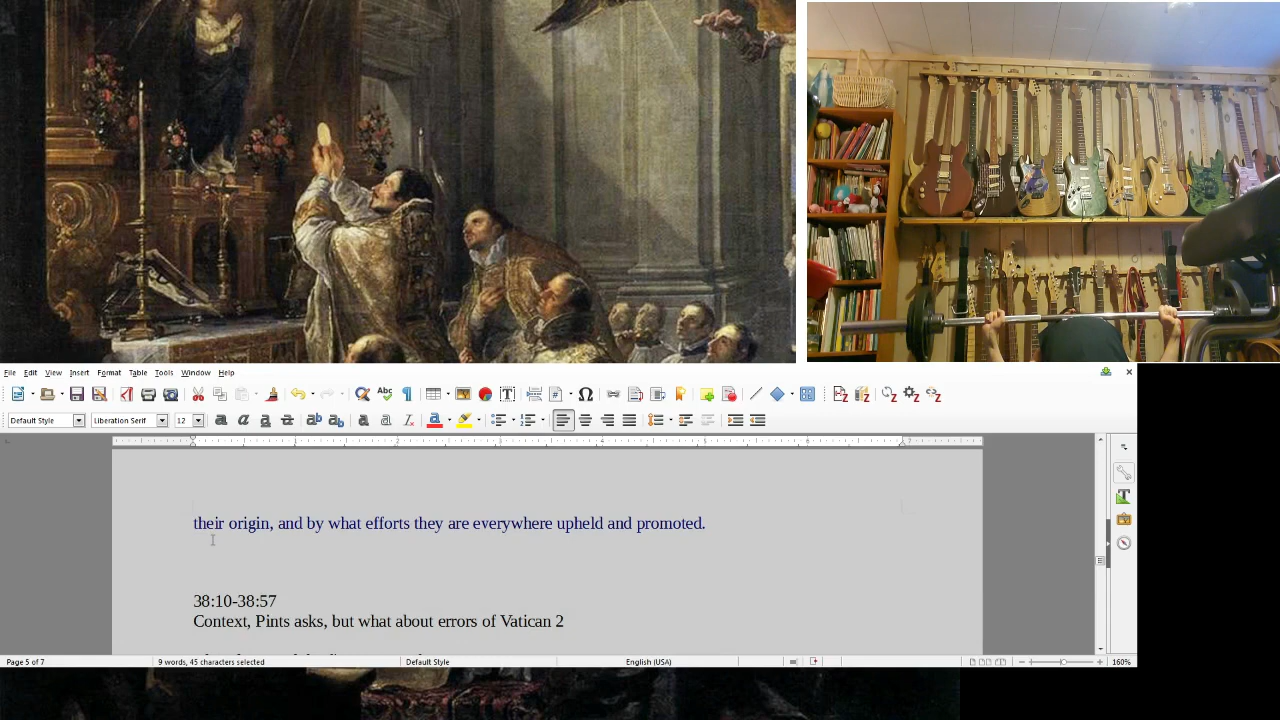 File Edit View Insert Format Table Tools Window Help
Default Style Liberation Serif 12
their origin, and by what efforts they are everywhere upheld and promoted.
38:10-38:57
Context, Pints asks, but what about errors of Vatican 2
Page 5 of 7 9 words, 45 characters selected Default Style English (USA) 160%